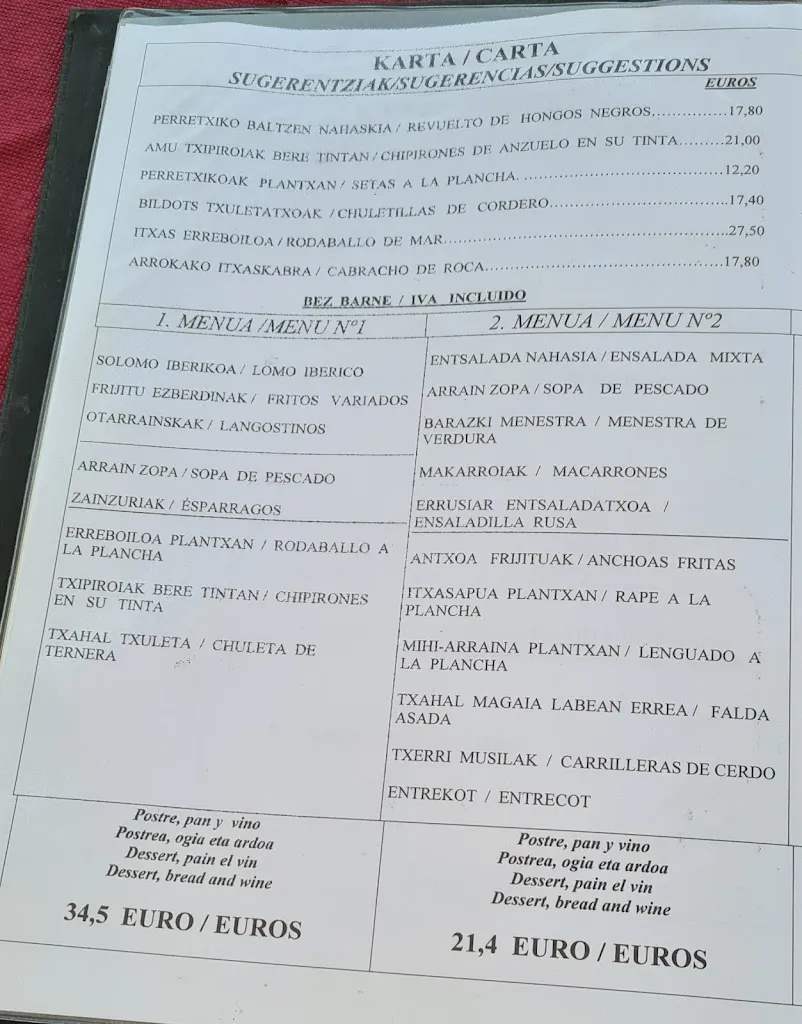 KARTA / CARTA
SUGERENTZIAK/SUGERENCIAS/SUGGESTIONS
EUROS
PERRETXIKO BALTZEN NAHASKIA / REVUELTO DE HONGOS NEGROS...............17,80
AMU TXIPIROIAK BERE TINTAN / CHIPIRONES DE ANZUELO EN SU TINTA.........21,00
PERRETXIKOAK PLANTXAN / SETAS A LA PLANCHA. ........................................12,20
BILDOTS TXULETATXOAK / CHULETILLAS DE CORDERO....................................17,40
ITXAS ERREBOILOA / RODABALLO DE MAR.........................................................27,50
ARROKAKO ITXASKABRA / CABRACHO DE ROCA................................................17,80
BEZ BARNE / IVA INCLUIDO
1. MENUA /MENU Nº1
SOLOMO IBERIKOA / LOMO IBERICO
FRIJITU EZBERDINAK / FRITOS VARIADOS
OTARRAINSKAK / LANGOSTINOS
ARRAIN ZOPA / SOPA DE PESCADO
ZAINZURIAK / ÉSPARRAGOS
ERREBOILOA PLANTXAN / RODABALLO A
LA PLANCHA
TXIPIROIAK BERE TINTAN / CHIPIRONES
EN SU TINTA
TXAHAL TXULETA / CHULETA DE
TERNERA
Postre, pan y vino
Postrea, ogia eta ardoa
Dessert, pain el vin
Dessert, bread and wine
34,5 EURO / EUROS
2. MENUA / MENU Nº2
ENTSALADA NAHASIA / ENSALADA MIXTA
ARRAIN ZOPA / SOPA DE PESCADO
BARAZKI MENESTRA / MENESTRA DE
VERDURA
MAKARROIAK / MACARRONES
ERRUSIAR ENTSALADATXOA /
ENSALADILLA RUSA
ANTXOA FRIJITUAK / ANCHOAS FRITAS
ITXASAPUA PLANTXAN / RAPE A LA
PLANCHA
MIHI-ARRAINA PLANTXAN / LENGUADO A
LA PLANCHA
TXAHAL MAGAIA LABEAN ERREA / FALDA
ASADA
TXERRI MUSILAK / CARRILLERAS DE CERDO
ENTREKOT / ENTRECOT
Postre, pan y vino
Postrea, ogia eta ardoa
Dessert, pain el vin
Dessert, bread and wine
21,4 EURO / EUROS